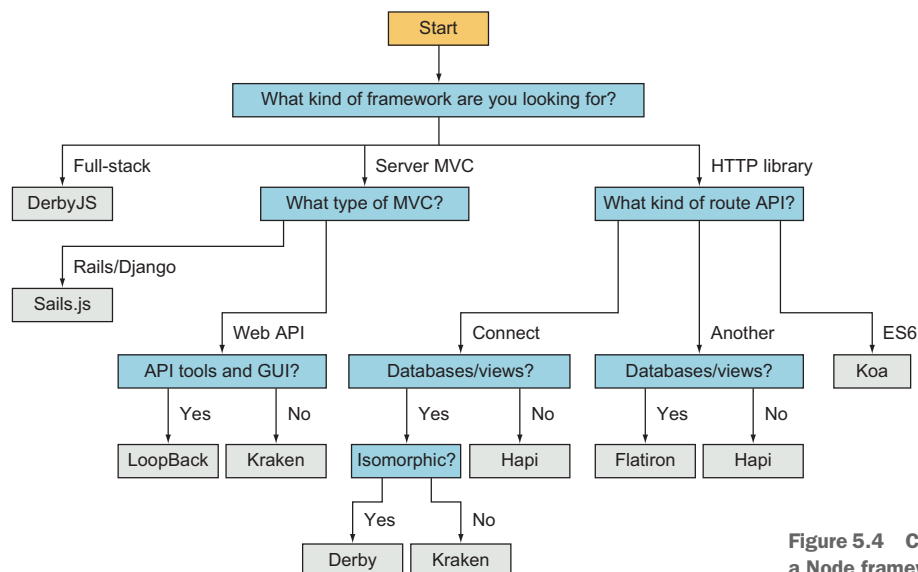 Start
What kind of framework are you looking for?
Full-stack
Server MVC
HTTP library
DerbyJS
What type of MVC?
What kind of route API?
Rails/Django
Sails.js
Web API
Connect
Another
ES6
API tools and GUI?
Databases/views?
Databases/views?
Koa
Yes
No
Yes
No
Yes
No
LoopBack
Kraken
Isomorphic?
Hapi
Flatiron
Hapi
Yes
No
Derby
Kraken
Figure 5.4 C
a Node framew